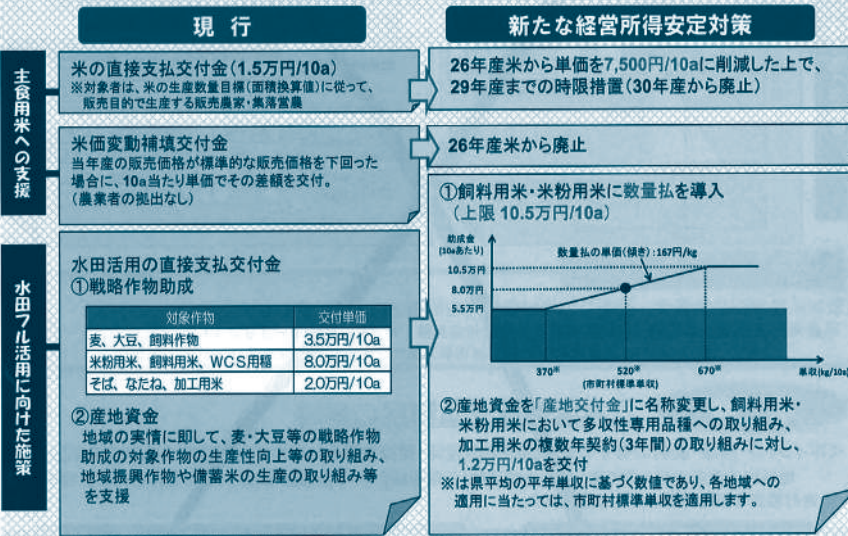 現行
新たな経営所得安定対策
主食用米への支援
米の直接支払交付金(1.5万円/10a)
※対象者は、米の生産数量目標(面積換算値)に従って、
販売目的で生産する販売農家・集落営農
26年産米から単価を7,500円/10aに削減した上で、
29年産までの時限措置(30年産から廃止)
米価変動補填交付金
当年産の販売価格が標準的な販売価格を下回った
場合に、10a当たり単価でその差額を交付。
(農業者の拠出なし)
26年産米から廃止
水田フル活用に向けた施策
水田活用の直接支払交付金
①戦略作物助成
対象作物 交付単価
麦、大豆、飼料作物 3.5万円/10a
米粉用米、飼料用米、WCS用稲 8.0万円/10a
そば、なたね、加工用米 2.0万円/10a
②産地資金
地域の実情に即して、麦・大豆等の戦略作物
助成の対象作物の生産性向上等の取り組み、
地域振興作物や備蓄米の生産の取り組み等
を支援
①飼料用米・米粉用米に数量払を導入
(上限 10.5万円/10a)
助成金
(10aあたり)
数量払の単価(傾き):167円/kg
10.5万円
8.0万円
5.5万円
370※ 520※ 670※ 単収(kg/10a)
(市町村標準単収)
②産地資金を「産地交付金」に名称変更し、飼料用米・
米粉用米において多収性専用品種への取り組み、
加工用米の複数年契約(3年間)の取り組みに対し、
1.2万円/10aを交付
※は県平均の平年単収に基づく数値であり、各地域への
適用に当たっては、市町村標準単収を適用します。